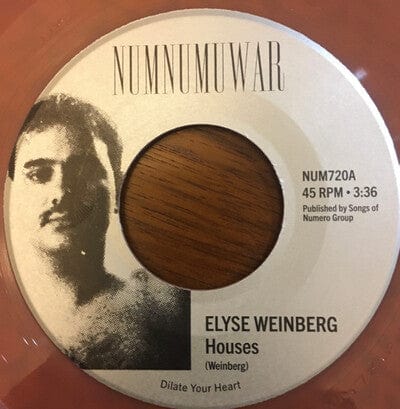 NUMNUMUWAR
NUM720A
45 RPM • 3:36
Published by Songs of
Numero Group
ELYSE WEINBERG
Houses
(Weinberg)
Dilate Your Heart